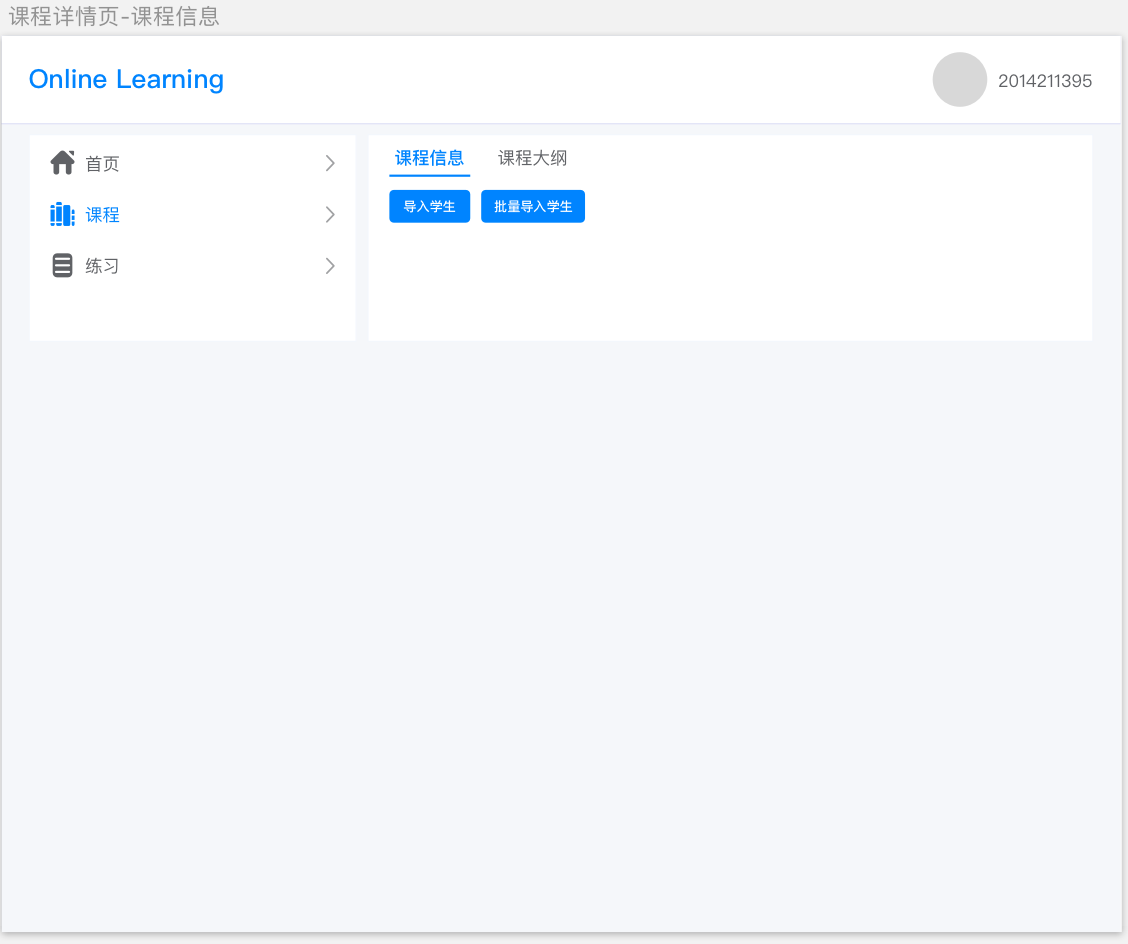 课程详情页-课程信息
Online Learning
2014211395
首页
课程
练习
课程信息 课程大纲
导入学生 批量导入学生